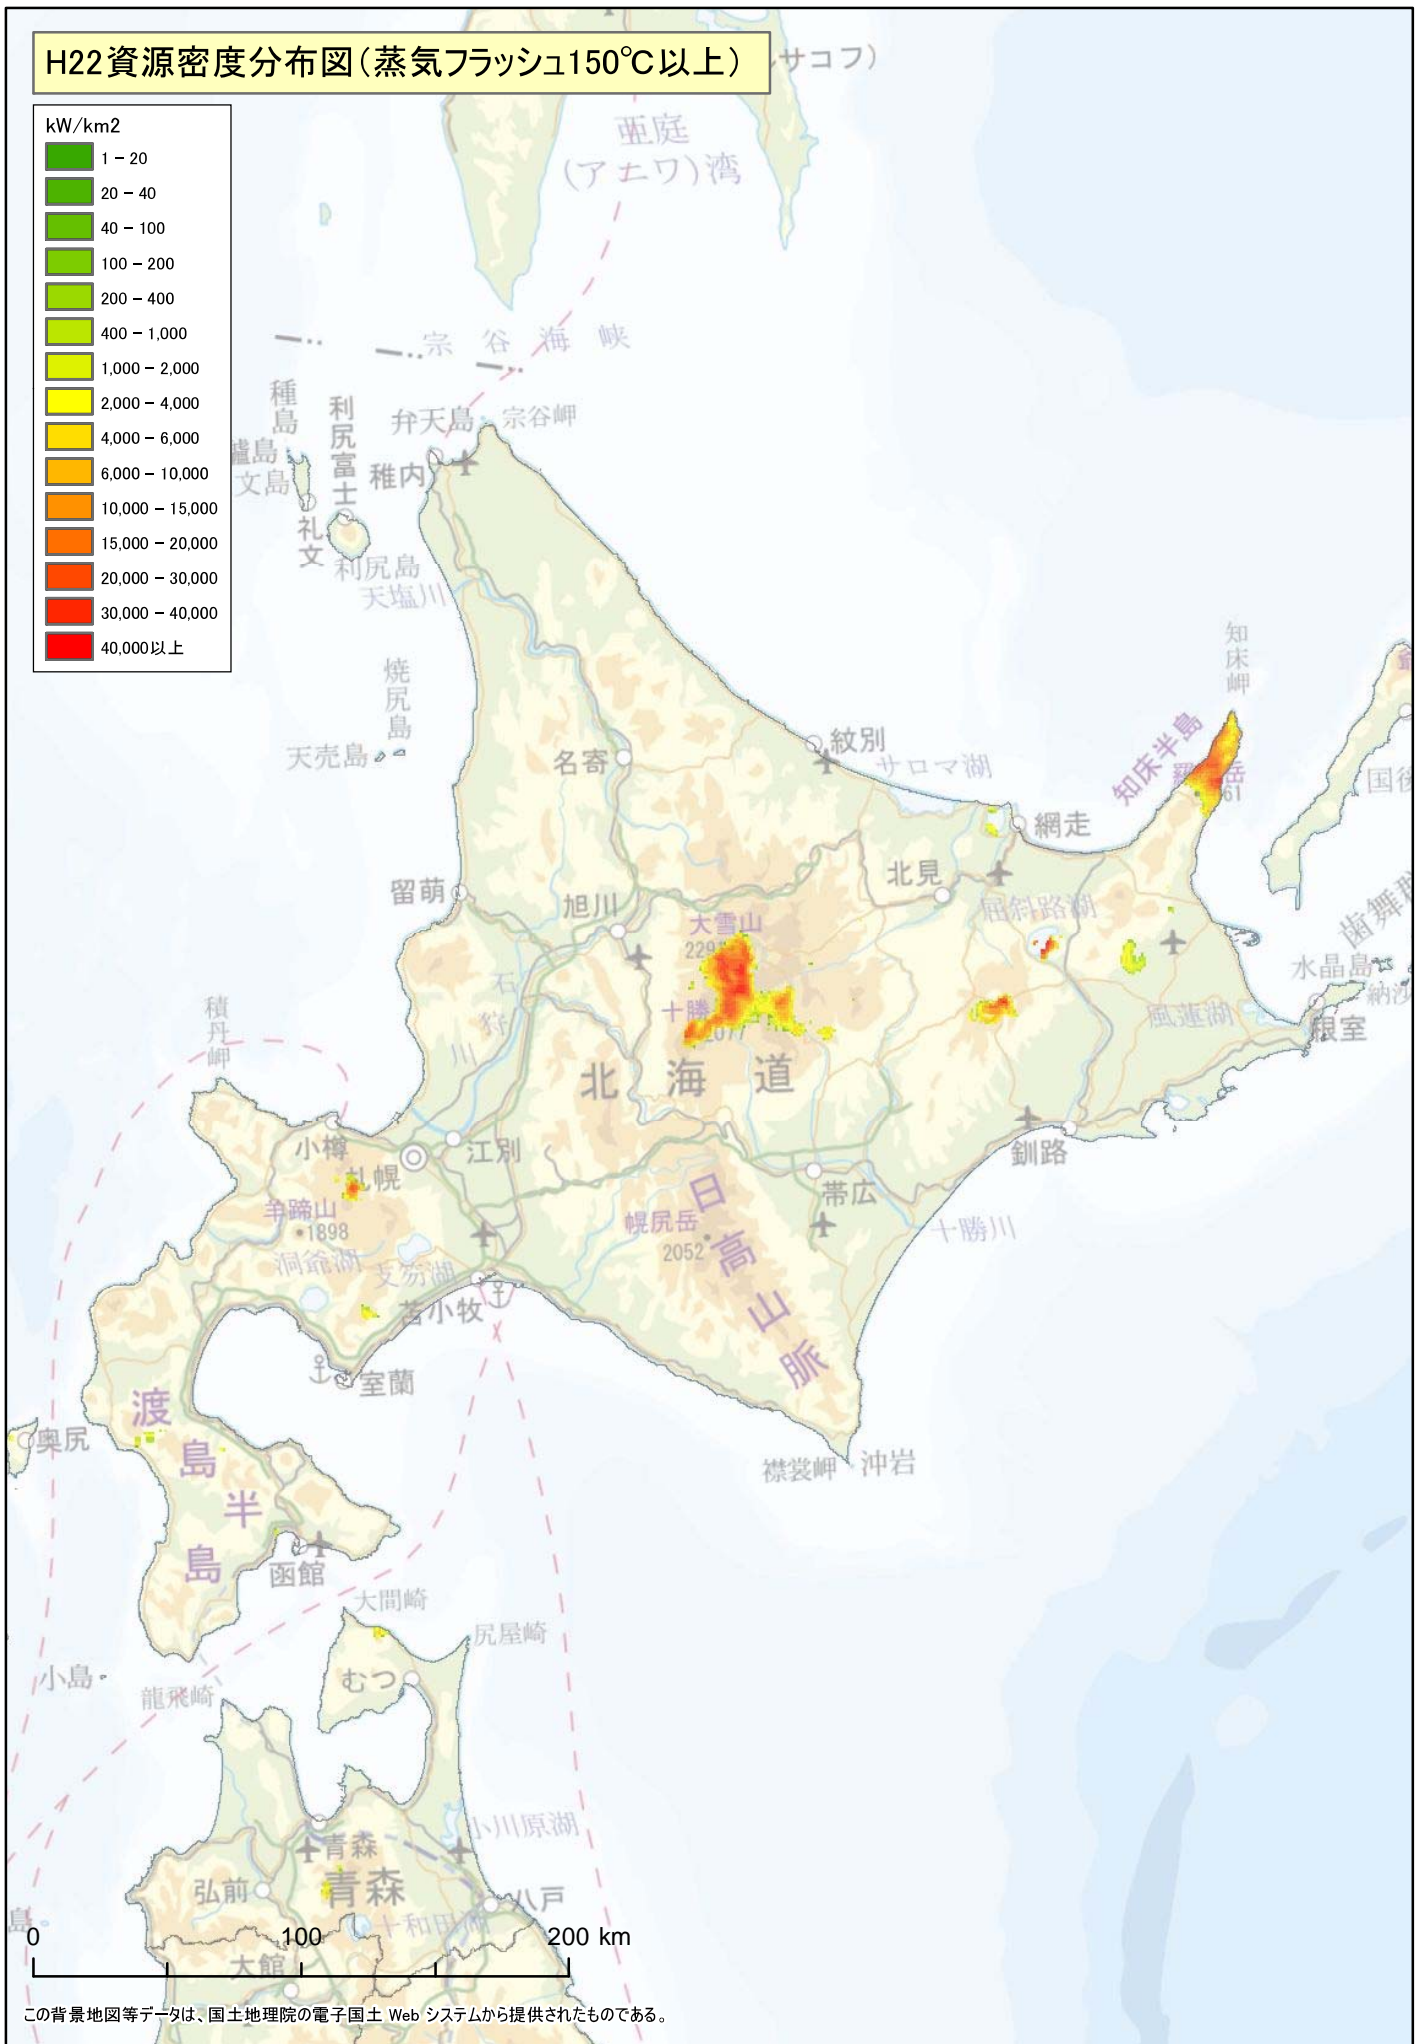 H22資源密度分布図(蒸気フラッシュ150℃以上)
サコフ)
kW/km2
1 - 20
20 - 40
40 - 100
100 - 200
200 - 400
400 - 1,000
1,000 - 2,000
2,000 - 4,000
4,000 - 6,000
6,000 - 10,000
10,000 - 15,000
15,000 - 20,000
20,000 - 30,000
30,000 - 40,000
40,000以上
亜庭
(アニワ)湾
宗谷海峡
種島
利尻富士
弁天島
宗谷岬
島
文島
稚内
礼文
利尻島
天塩川
焼尻島
天売島
名寄
紋別
サロマ湖
知床岬
知床半島
岳
61
国後
網走
留萌
旭川
北見
大雪山
屈斜路湖
歯舞群
水晶島
納沙
根室
風蓮湖
石狩川
十勝
2077
北海道
積丹岬
小樽
札幌
江別
釧路
羊蹄山
1898
洞爺湖
支笏湖
苫小牧
幌尻岳
2052
日高山脈
帯広
十勝川
室蘭
奥尻
渡島半島
襟裳岬
沖岩
函館
大間崎
尻屋崎
むつ
小島
龍飛崎
小川原湖
青森
青森
弘前
八戸
十和田
島
大館
0 100 200 km
この背景地図等データは、国土地理院の電子国土 Web システムから提供されたものである。